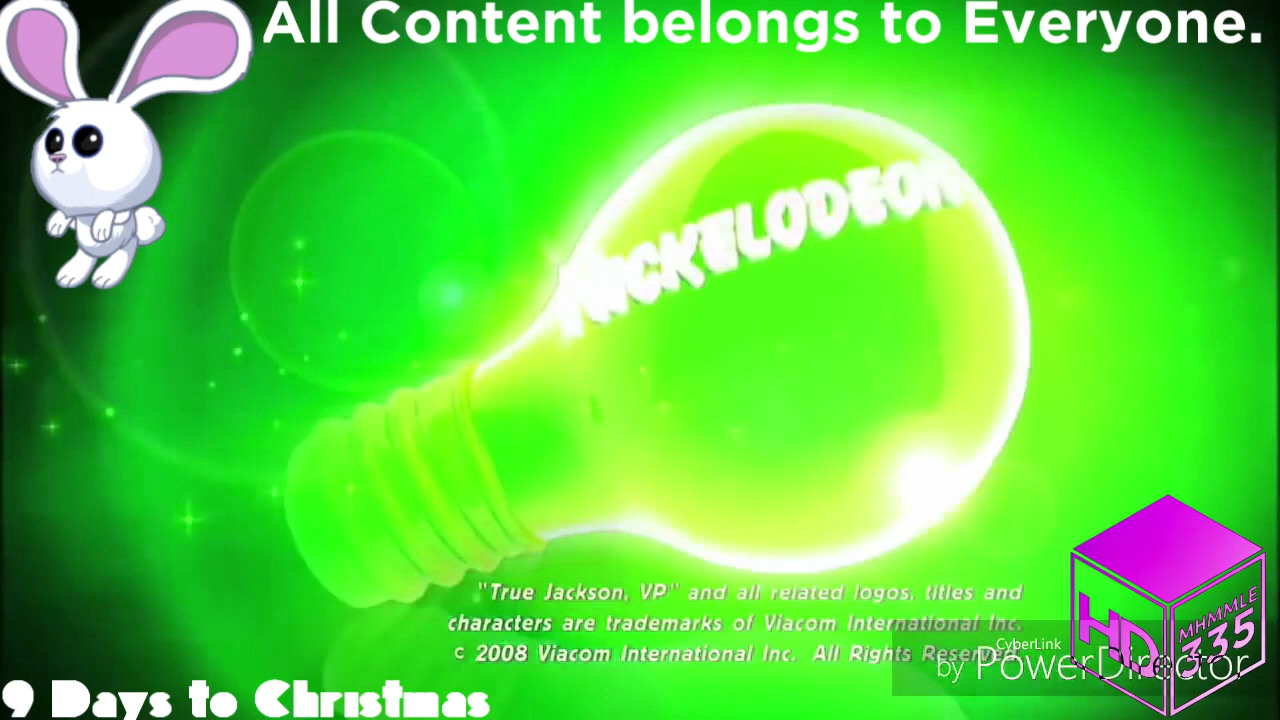 All Content belongs to Everyone.
NICKELODEON
"True Jackson, VP" and all related logos, titles and
characters are trademarks of Viacom International Inc.
c 2008 Viacom International Inc. All Rights Reserved.
CyberLink
by PowerDirector
HD
MHMMLE
335
9 Days to Christmas